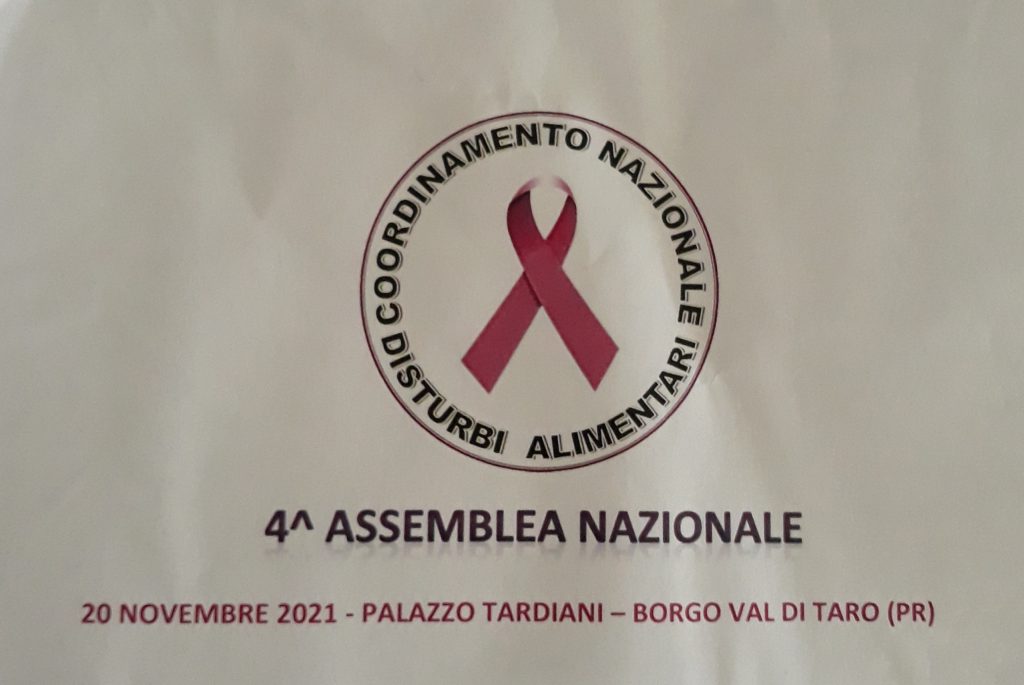 COORDINAMENTO NAZIONALE
DISTURBI ALIMENTARI
4^ ASSEMBLEA NAZIONALE
20 NOVEMBRE 2021 - PALAZZO TARDIANI – BORGO VAL DI TARO (PR)